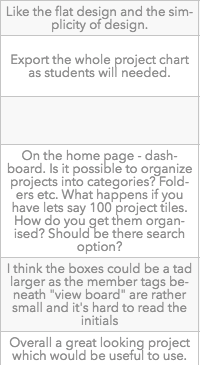 Like the flat design and the sim-
plicity of design.
Export the whole project chart
as students will needed.
On the home page - dash-
board. Is it possible to organize
projects into categories? Fold-
ers etc. What happens if you
have lets say 100 project tiles.
How do you get them organ-
ised? Should be there search
option?
I think the boxes could be a tad
larger as the member tags be-
neath "view board" are rather
small and it's hard to read the
initials
Overall a great looking project
which would be useful to use.